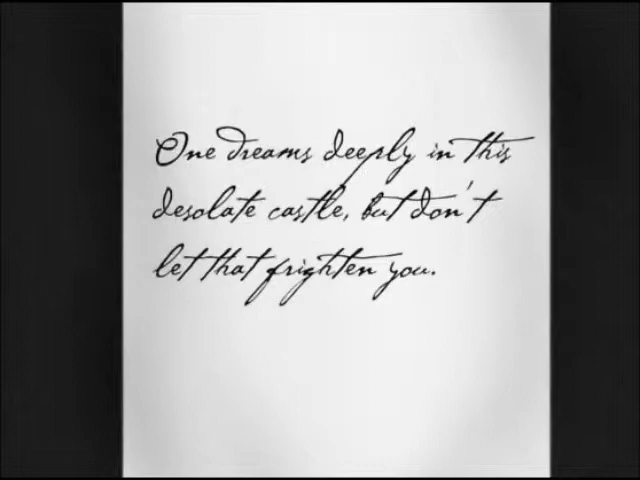 One dreams deeply in this
desolate castle, but don't
let that frighten you.